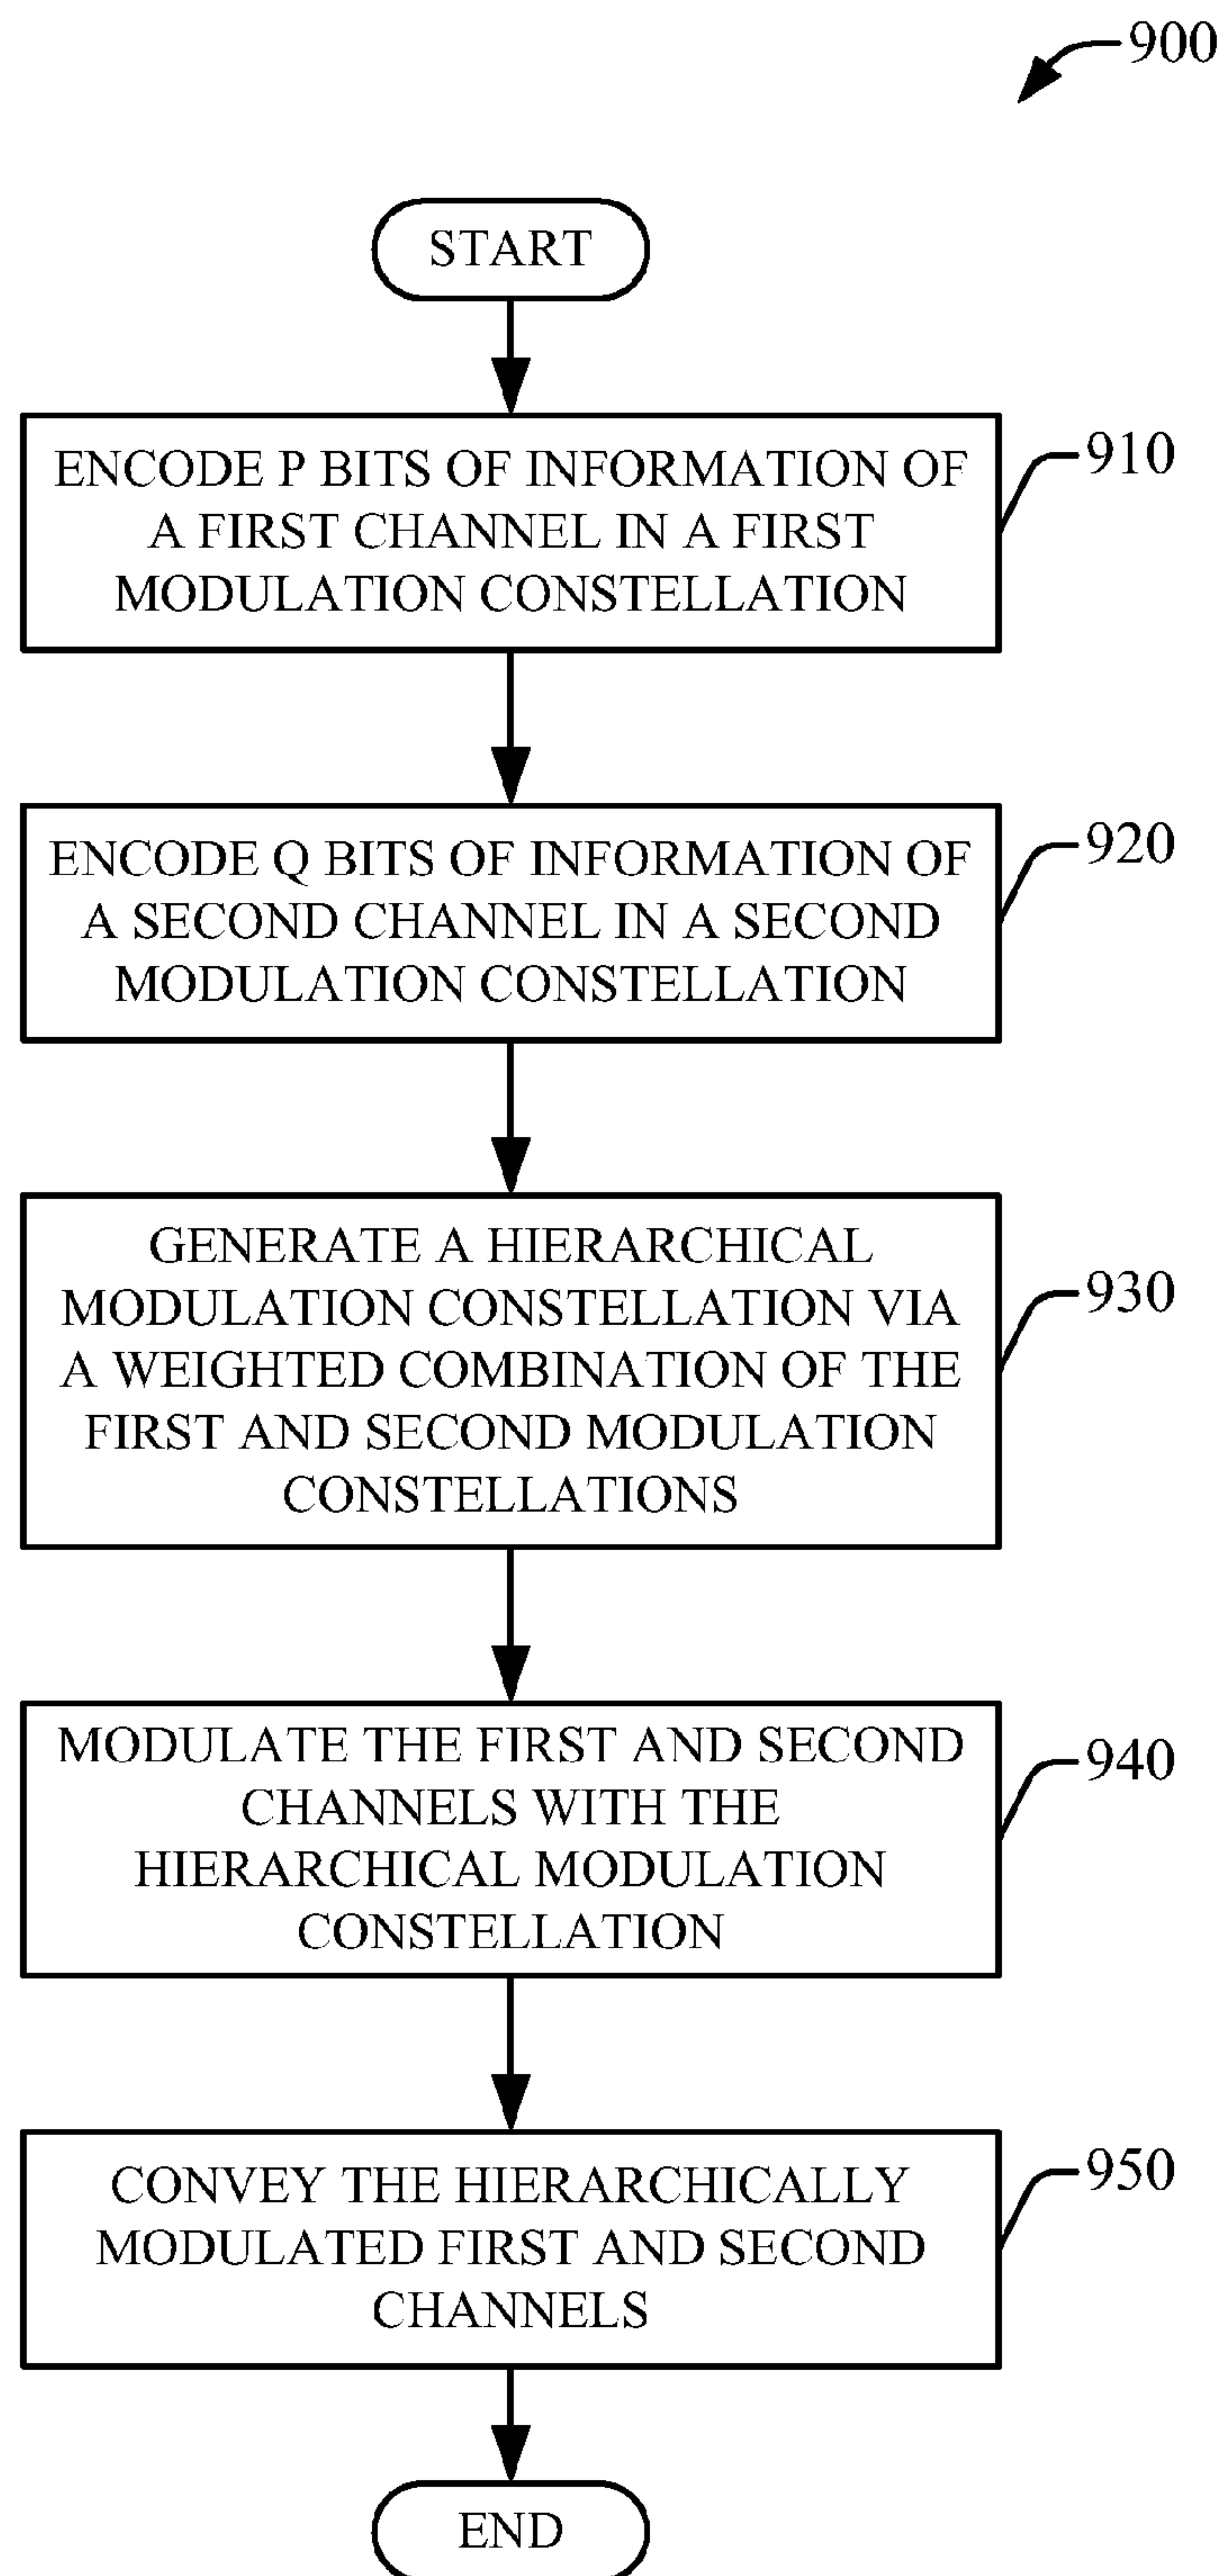 900
START
ENCODE P BITS OF INFORMATION OF
A FIRST CHANNEL IN A FIRST
MODULATION CONSTELLATION
910
ENCODE Q BITS OF INFORMATION OF
A SECOND CHANNEL IN A SECOND
MODULATION CONSTELLATION
920
GENERATE A HIERARCHICAL
MODULATION CONSTELLATION VIA
A WEIGHTED COMBINATION OF THE
FIRST AND SECOND MODULATION
CONSTELLATIONS
930
MODULATE THE FIRST AND SECOND
CHANNELS WITH THE
HIERARCHICAL MODULATION
CONSTELLATION
940
CONVEY THE HIERARCHICALLY
MODULATED FIRST AND SECOND
CHANNELS
950
END